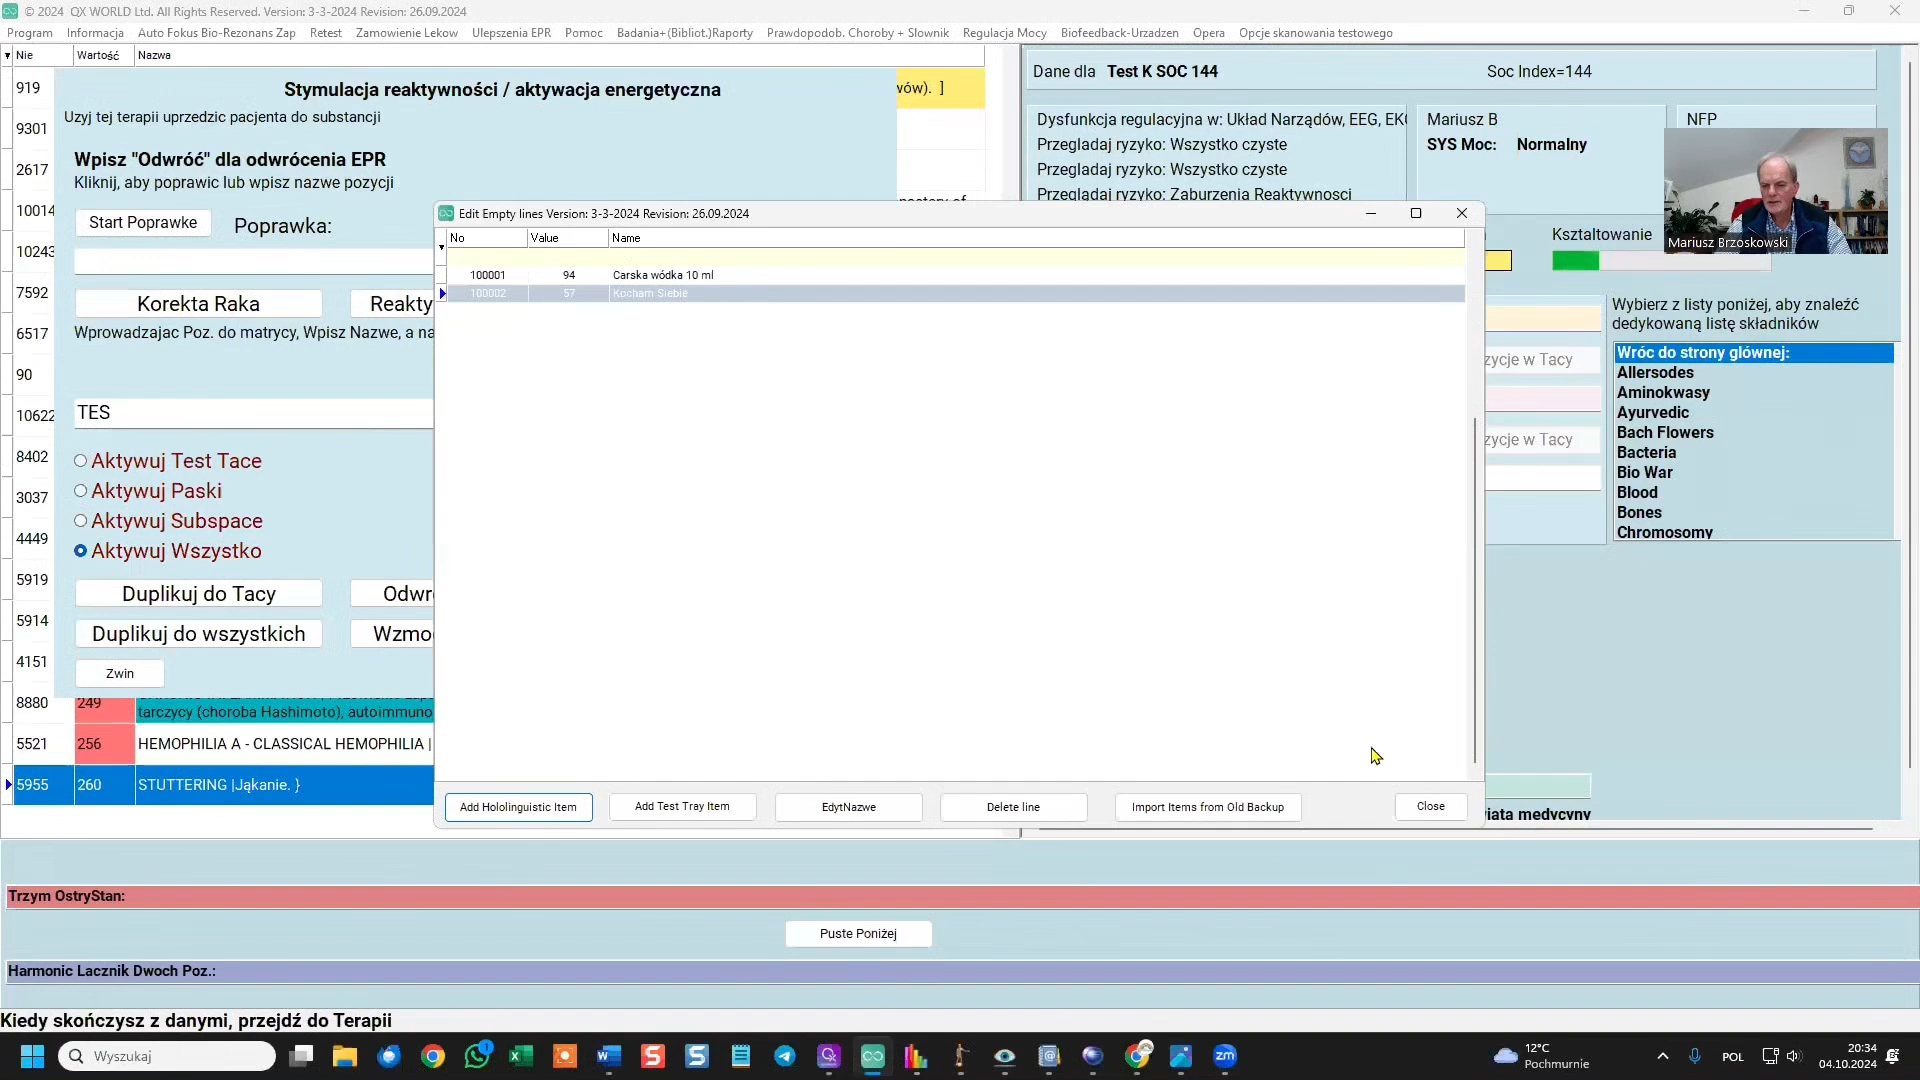 © 2024 QX WORLD Ltd. All Rights Reserved. Version: 3-3-2024 Revision: 26.09.2024
Program Informacja Auto Fokus Bio-Rezonans Zap Retest Zamowienie Lekow Ulepszenia EPR Pomoc Badania+(Bibliot.)Raporty Prawdopodob. Choroby + Slownik Regulacja Mocy Biofeedback-Urzadzen Opera Opcje skanowania testowego
Nie Wartość Nazwa
919
9301
2617
10014
10243
7592
6517
90
10622
8402
3037
4449
5919
5914
4151
8880 249
tarczycy (choroba Hashimoto), autoimmuno
5521 256 HEMOPHILIA A - CLASSICAL HEMOPHILIA |
5955 260 STUTTERING |Jąkanie. }
wów). ]
Stymulacja reaktywności / aktywacja energetyczna
Uzyj tej terapii uprzedzic pacjenta do substancji
Wpisz "Odwróć" dla odwrócenia EPR
Kliknij, aby poprawic lub wpisz nazwe pozycji
Start Poprawke Poprawka:
Korekta Raka Reakty
Wprowadzajac Poz. do matrycy, Wpisz Nazwe, a na
TES
Aktywuj Test Tace
Aktywuj Paski
Aktywuj Subspace
Aktywuj Wszystko
Duplikuj do Tacy Odwr
Duplikuj do wszystkich Wzmo
Zwin
Edit Empty lines Version: 3-3-2024 Revision: 26.09.2024
No Value Name
100001 94 Carska wódka 10 ml
100002 57 Kocham Siebie
Add Hololinguistic Item Add Test Tray Item EdytNazwe Delete line Import Items from Old Backup Close
Dane dla Test K SOC 144 Soc Index=144
Dysfunkcja regulacyjna w: Układ Narządów, EEG, EK
Przegladaj ryzyko: Wszystko czyste
Przegladaj ryzyko: Wszystko czyste
Przegladaj ryzyko: Zaburzenia Reaktywnosci
Mariusz B
SYS Moc: Normalny
NFP
Mariusz Brzoskowski
Kształtowanie
Wybierz z listy poniżej, aby znaleźć
dedykowaną listę składników
zycje w Tacy
zycje w Tacy
Wróc do strony glównej:
Allersodes
Aminokwasy
Ayurvedic
Bach Flowers
Bacteria
Bio War
Blood
Bones
Chromosomy
iata medycyny
Trzym OstryStan:
Puste Poniżej
Harmonic Lacznik Dwoch Poz.:
Kiedy skończysz z danymi, przejdź do Terapii
Wyszukaj
1
zm
12°C
Pochmurnie
POL
20:34
04.10.2024